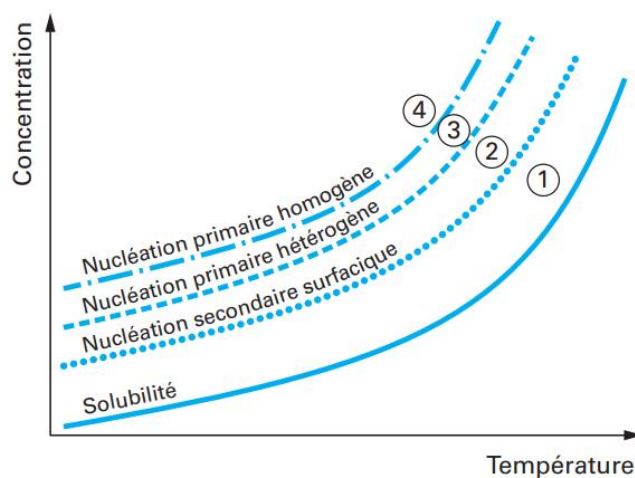 Concentration
4
3
2
1
Nucléation primaire homogène
Nucléation primaire hétérogène
Nucléation secondaire surfacique
Solubilité
Température